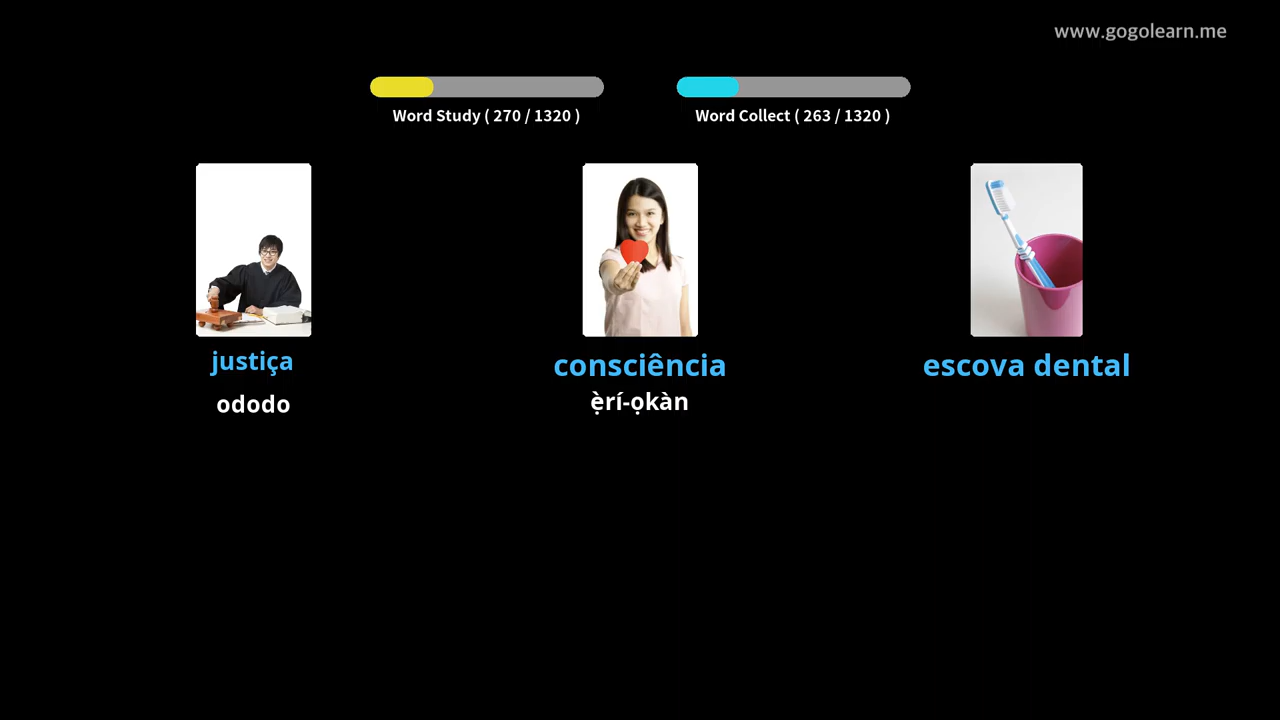 www.gogolearn.me
Word Study ( 270 / 1320 )
Word Collect ( 263 / 1320 )
justiça
ododo
consciência
ẹ̀rí-ọkàn
escova dental